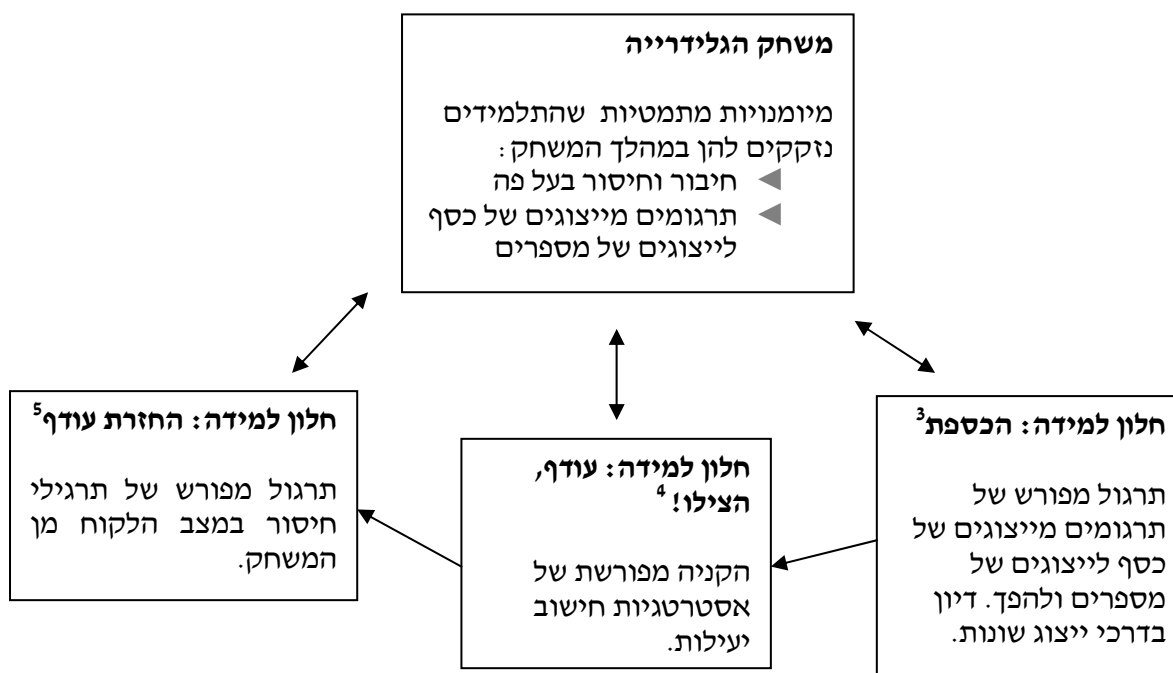 משחק הגלידרייה
מיומנויות מתמטיות שהתלמידים
נזקקים להן במהלך המשחק:
◄ חיבור וחיסור בעל פה
◄ תרגומים מייצוגים של כסף
לייצוגים של מספרים
חלון למידה: הכספת³
תרגול מפורש של
תרגומים מייצוגים של
כסף לייצוגים של
מספרים ולהפך. דיון
בדרכי ייצוג שונות.
חלון למידה: עודף,
הצילו!⁴
הקניה מפורשת של
אסטרטגיות חישוב
יעילות.
חלון למידה: החזרת עודף⁵
תרגול מפורש של תרגילי
חיסור במצב הלקוח מן
המשחק.